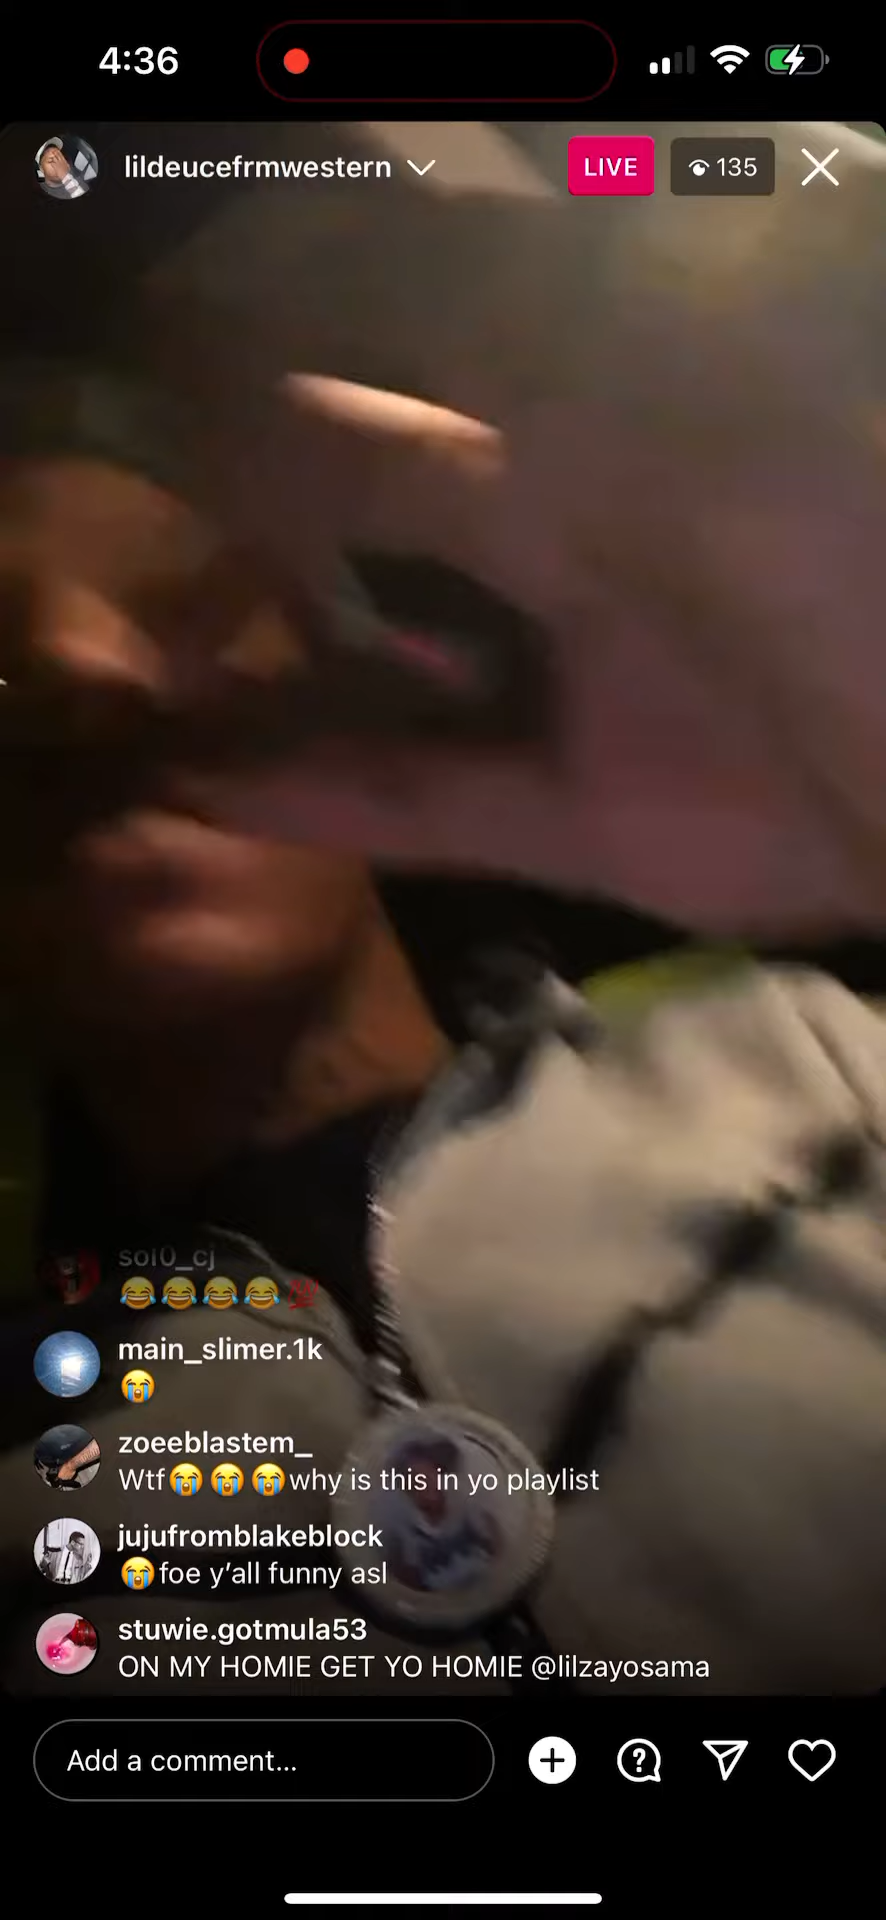 4:36
lildeucefrmwestern
LIVE
135
soi0_cj
😂😂😂😂💯
main_slimer.1k
😭
zoeeblastem_
Wtf😭😭😭why is this in yo playlist
jujufromblakeblock
😭foe y’all funny asl
stuwie.gotmula53
ON MY HOMIE GET YO HOMIE @lilzayosama
Add a comment...